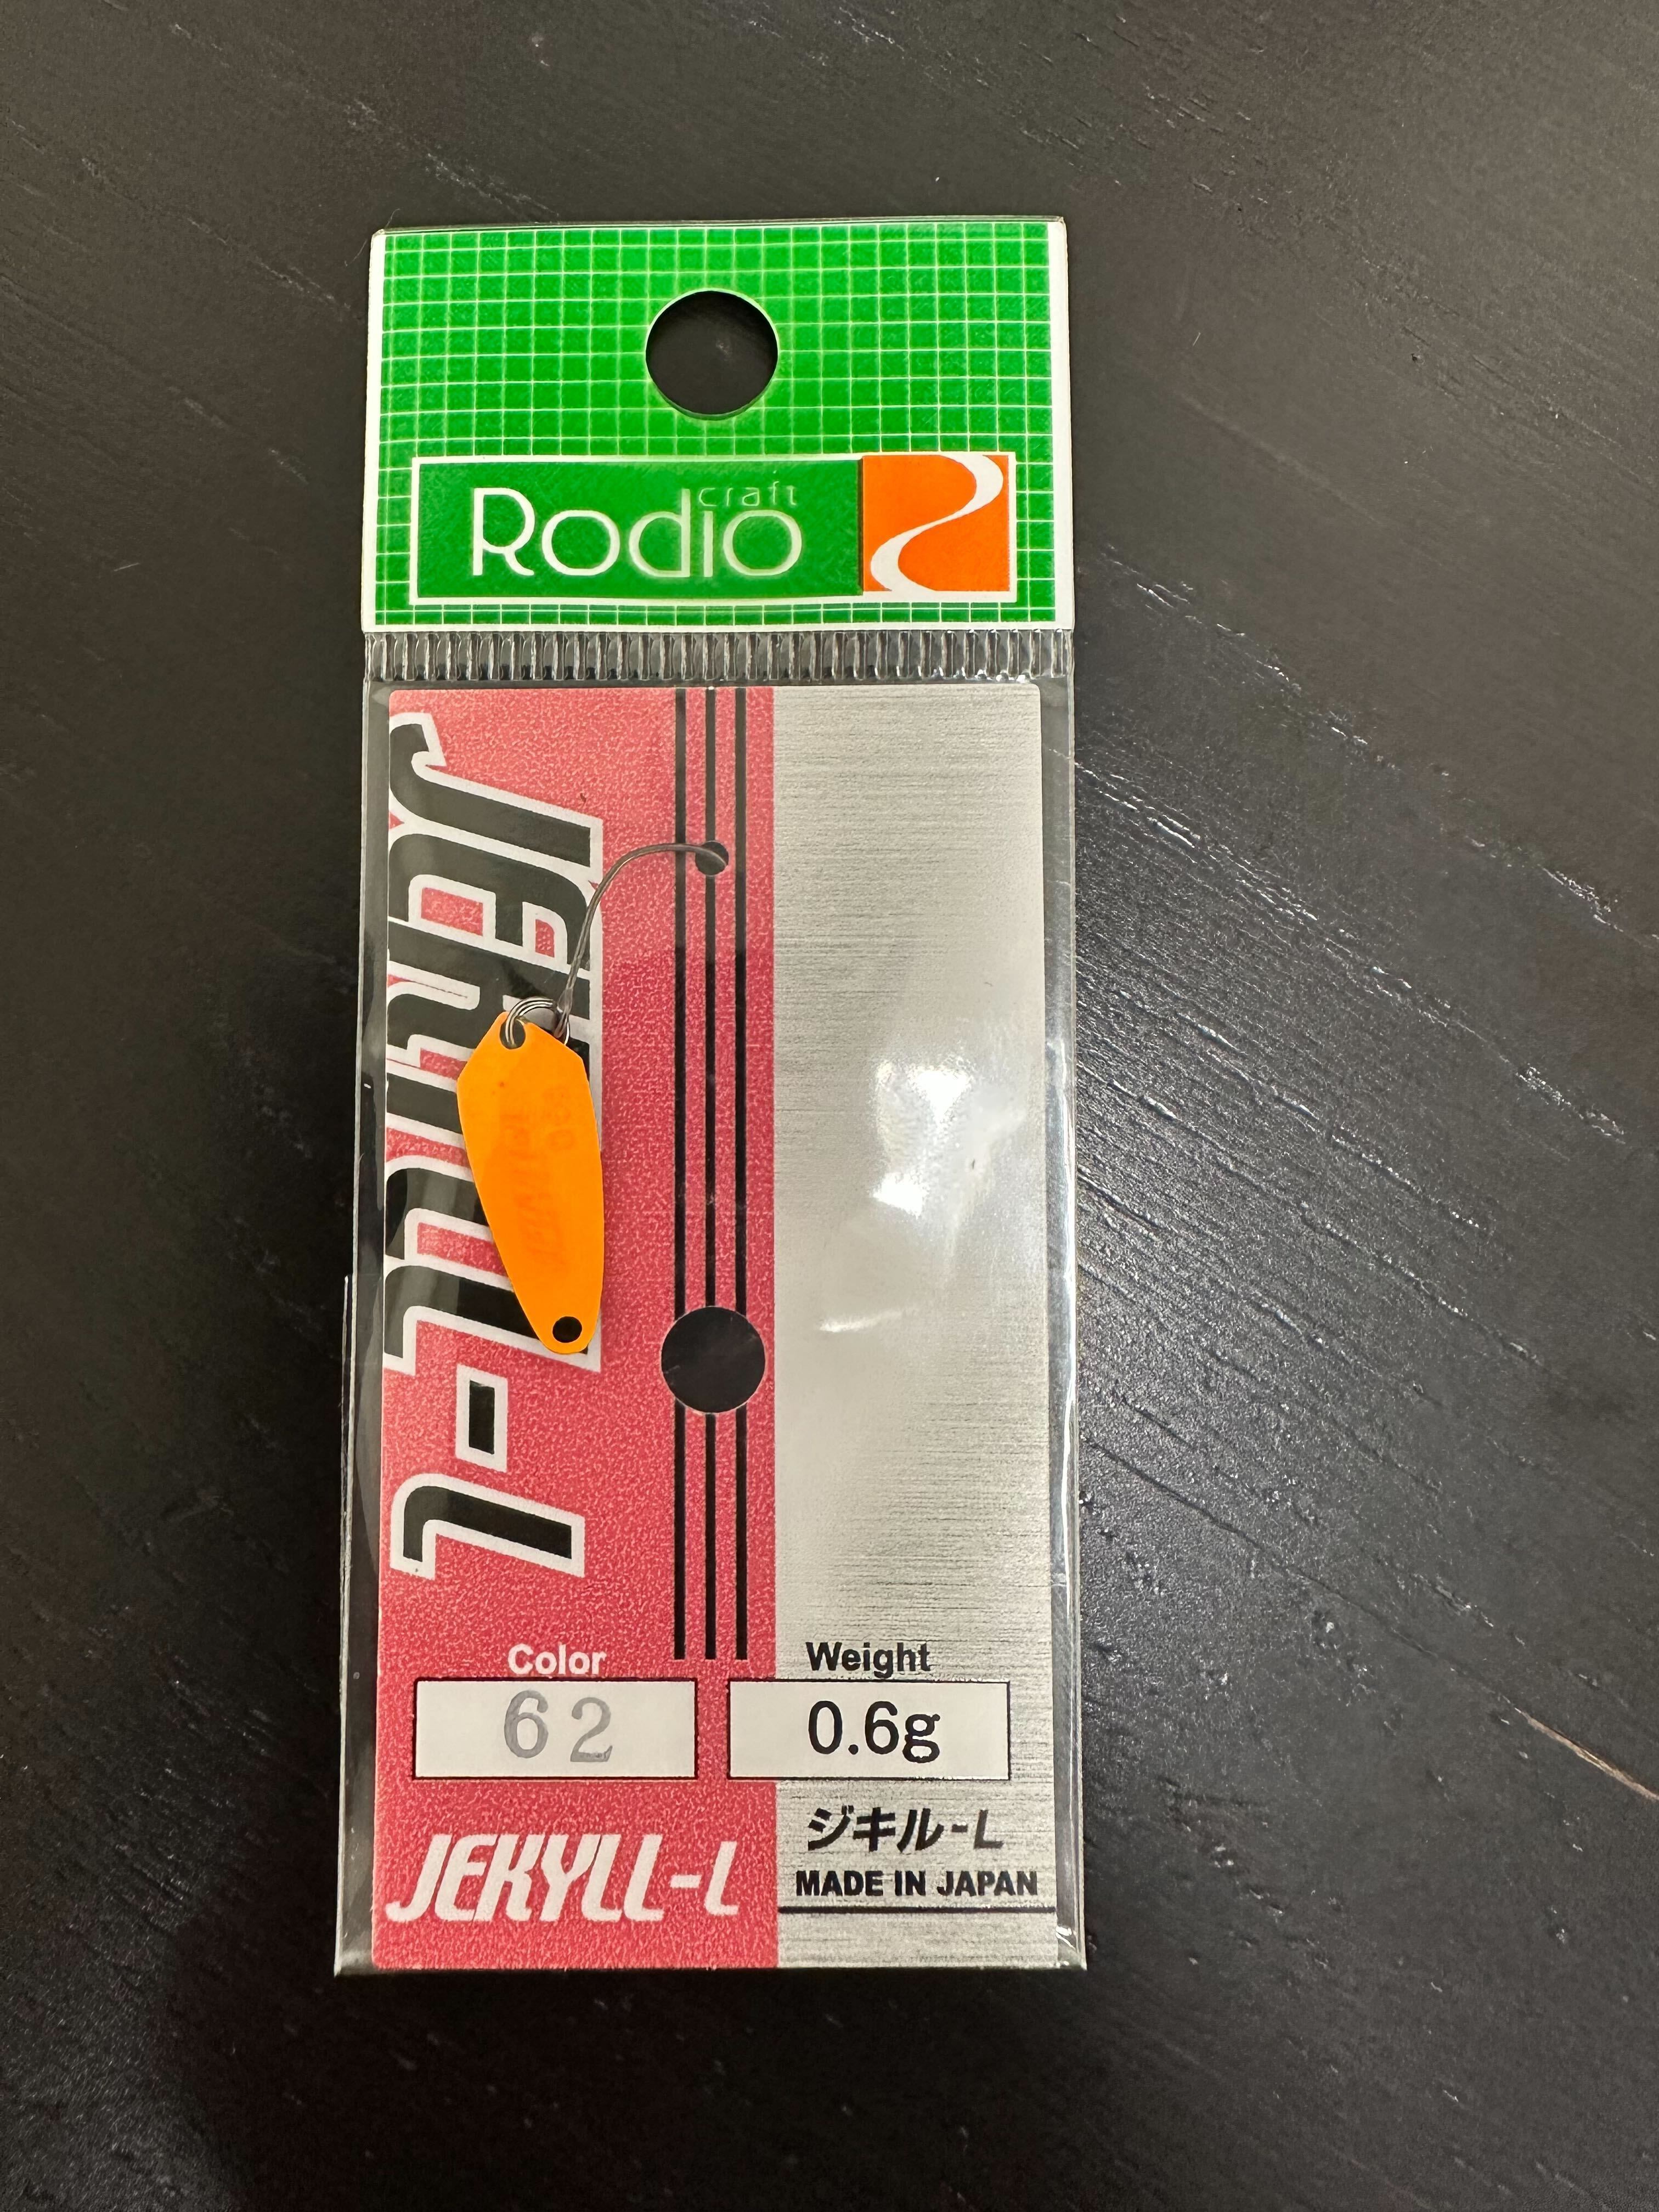 Rodio craft
JEKYLL-L
Color
62
Weight
0.6g
JEKYLL-L
ジキル-L
MADE IN JAPAN